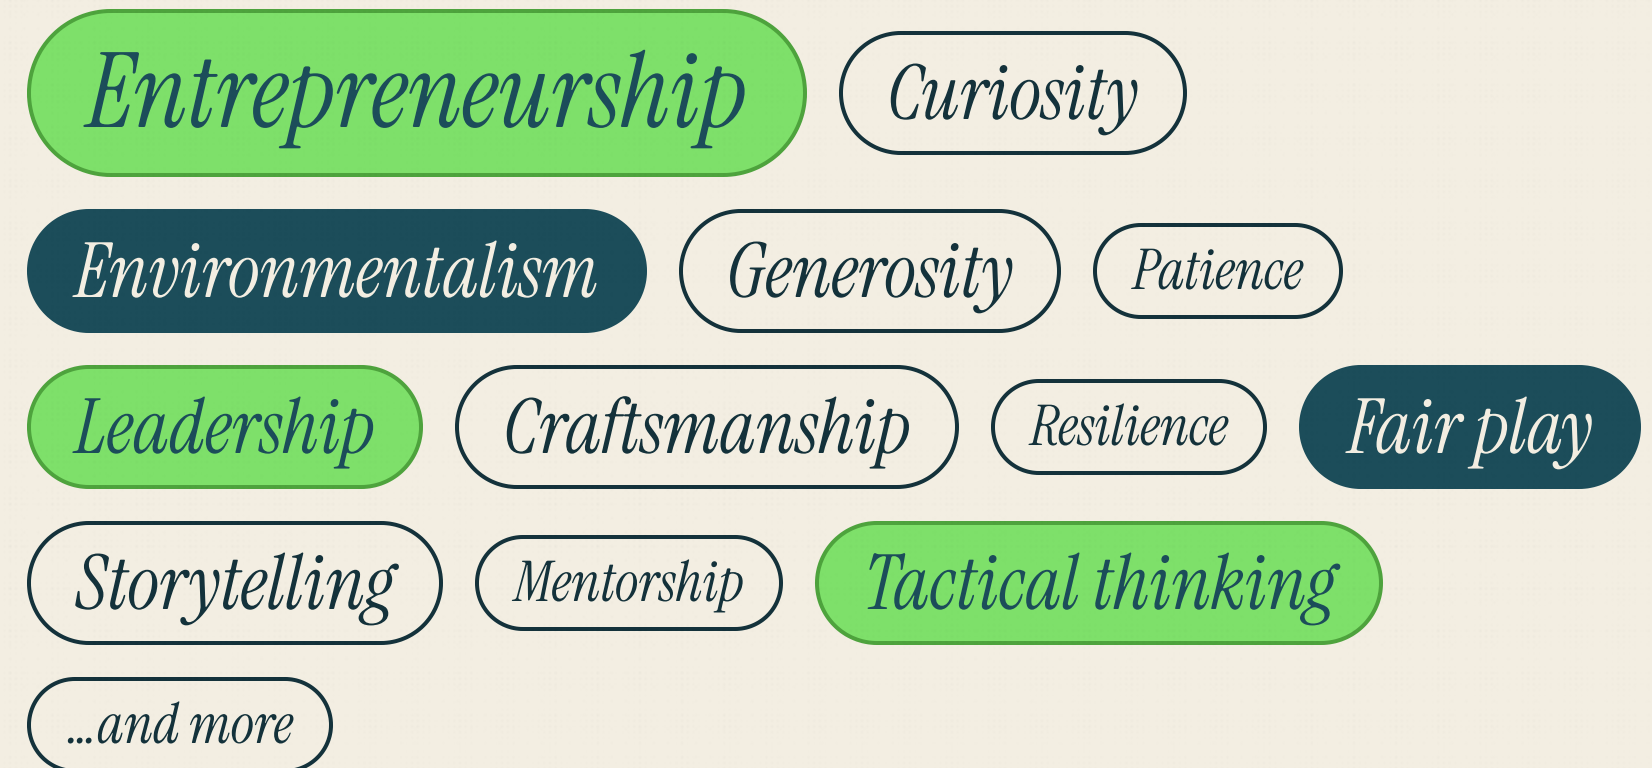 Entrepreneurship Curiosity
Environmentalism Generosity Patience
Leadership Craftsmanship Resilience Fair play
Storytelling Mentorship Tactical thinking
...and more